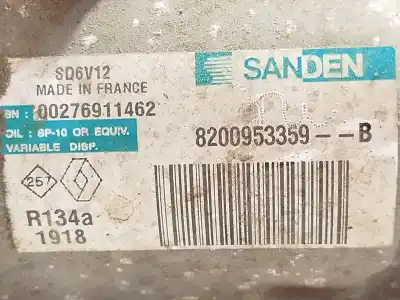 SD6V12
MADE IN FRANCE
SANDEN
SN: 00276911462
OIL: SP-10 OR EQUIV.
VARIABLE DISP.
8200953359--B
257
R134a
1918